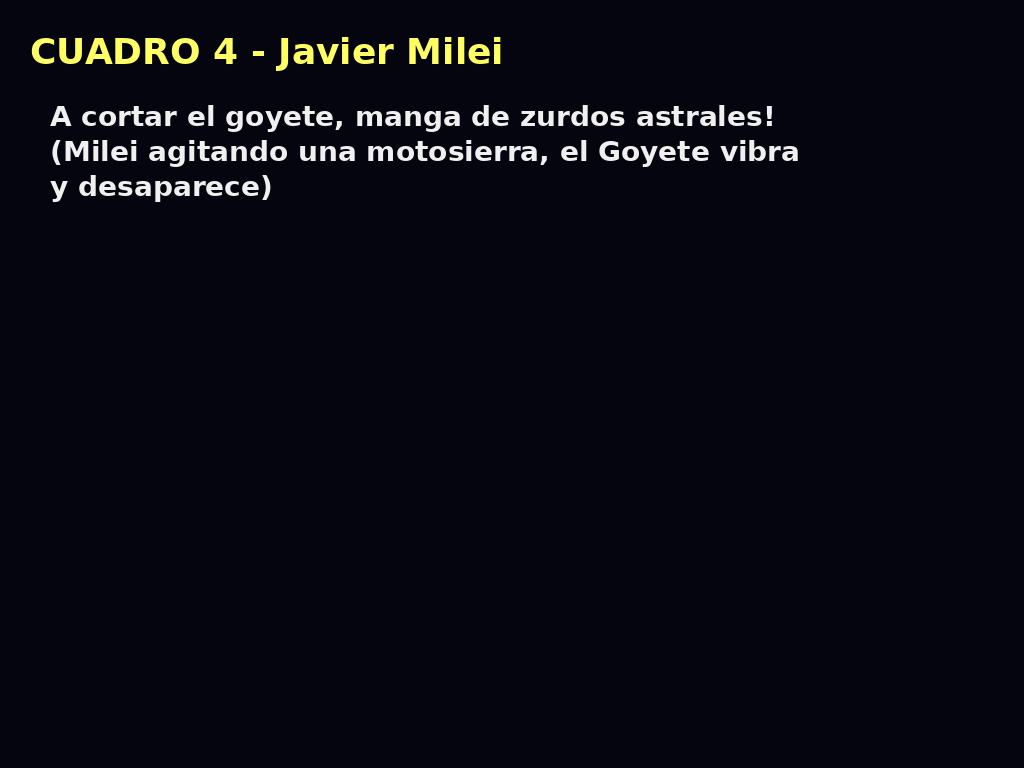 CUADRO 4 - Javier Milei
A cortar el goyete, manga de zurdos astrales!
(Milei agitando una motosierra, el Goyete vibra
y desaparece)